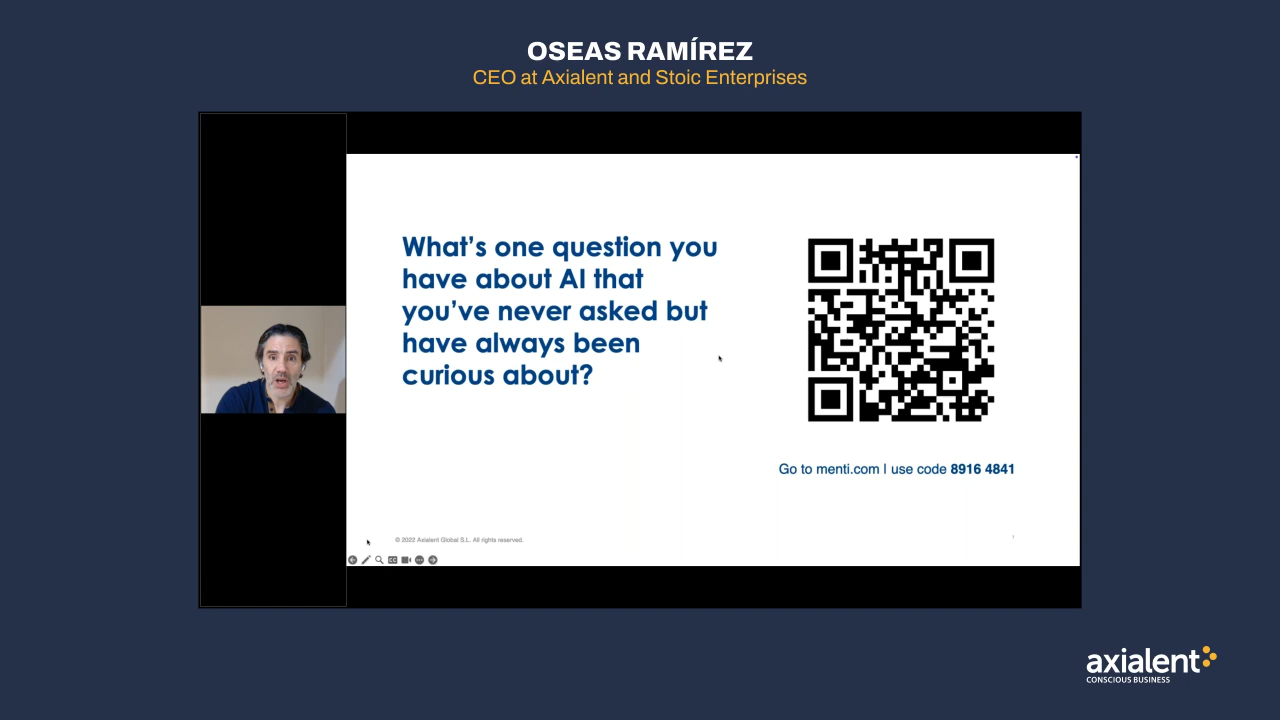 OSEAS RAMÍREZ
CEO at Axialent and Stoic Enterprises
What's one question you
have about AI that
you've never asked but
have always been
curious about?
Go to menti.com | use code 8916 4841
© 2022 Axialent Global S.L. All rights reserved.
axialent
CONSCIOUS BUSINESS